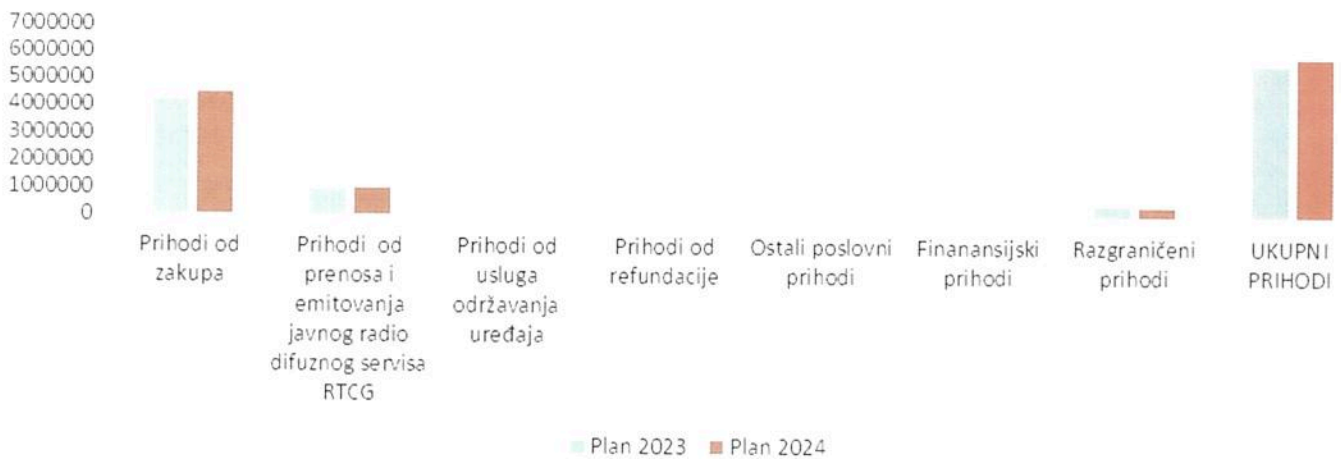 7000000
6000000
5000000
4000000
3000000
2000000
1000000
0
Prihodi od
zakupa
Prihodi od
prenosa i
emitovanja
javnog radio
difuznog servisa
RTCG
Prihodi od
usluga
održavanja
uređaja
Prihodi od
refundacije
Ostali poslovni
prihodi
Finanansijski
prihodi
Razgraničeni
prihodi
UKUPNI
PRIHODI
Plan 2023
Plan 2024